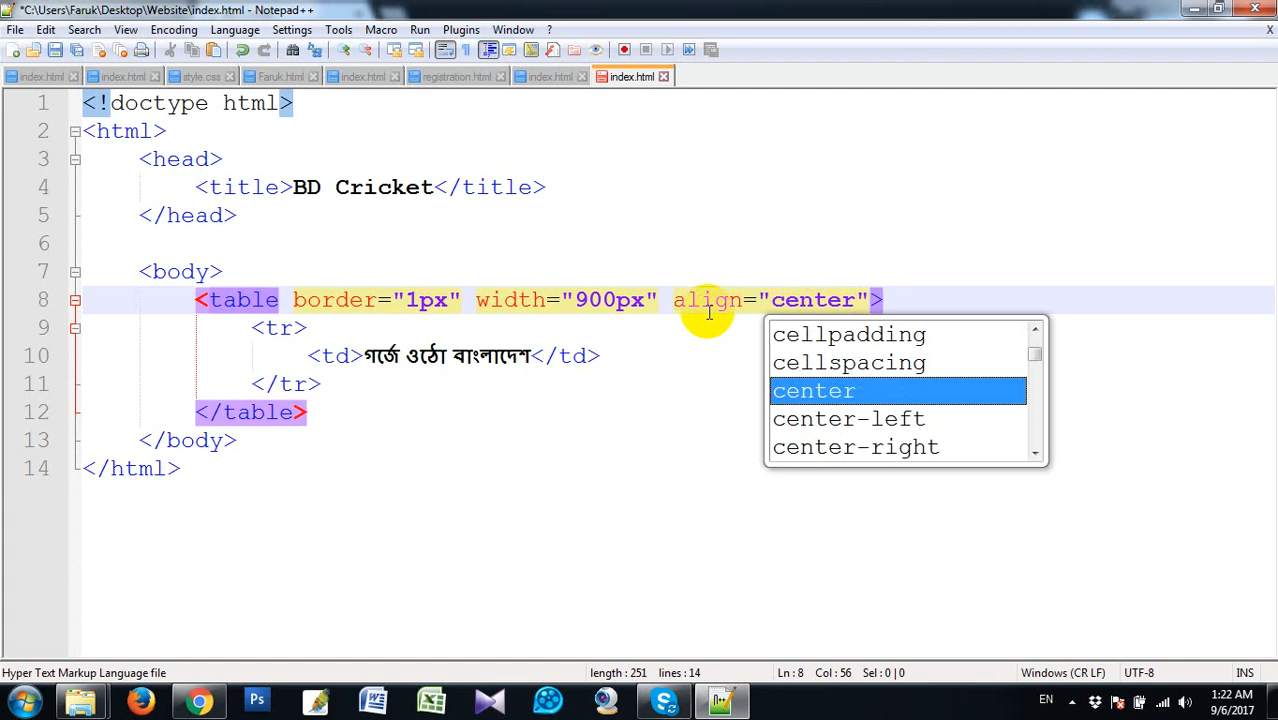 *C:\Users\Faruk\Desktop\Website\index.html - Notepad++
File Edit Search View Encoding Language Settings Tools Macro Run Plugins Window ? X
index.html index.html style.css Faruk.html index.html registration.html index.html index.html
1 <!doctype html>
2 <html>
3 <head>
4 <title>BD Cricket</title>
5 </head>
6
7 <body>
8 <table border="1px" width="900px" align="center">
9 <tr>
10 <td>গর্জে ওঠো বাংলাদেশ</td>
11 </tr>
12 </table>
13 </body>
14 </html>
cellpadding
cellspacing
center
center-left
center-right
Hyper Text Markup Language file length : 251 lines : 14 Ln : 8 Col : 56 Sel : 0 | 0 Windows (CR LF) UTF-8 INS
Ps EN 1:22 AM
9/6/2017